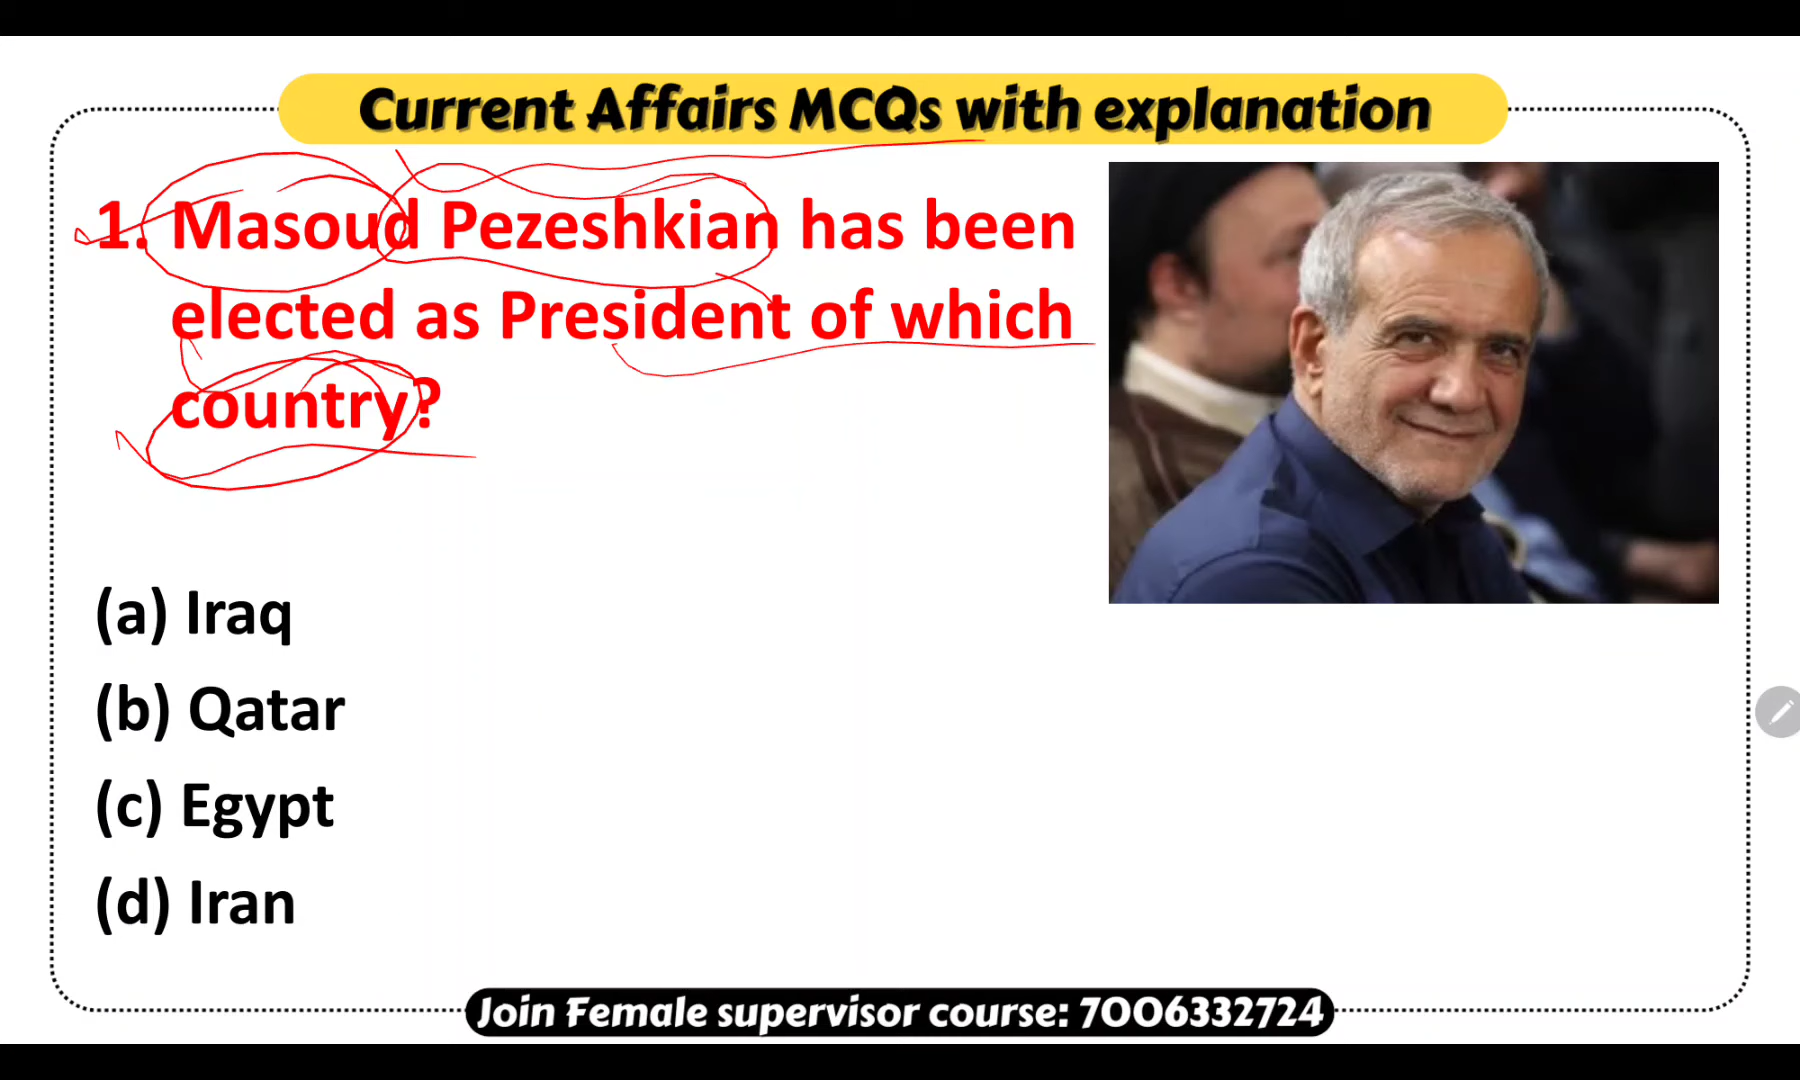 Current Affairs MCQs with explanation
1. Masoud Pezeshkian has been
elected as President of which
country?
(a) Iraq
(b) Qatar
(c) Egypt
(d) Iran
Join Female supervisor course: 7006332724